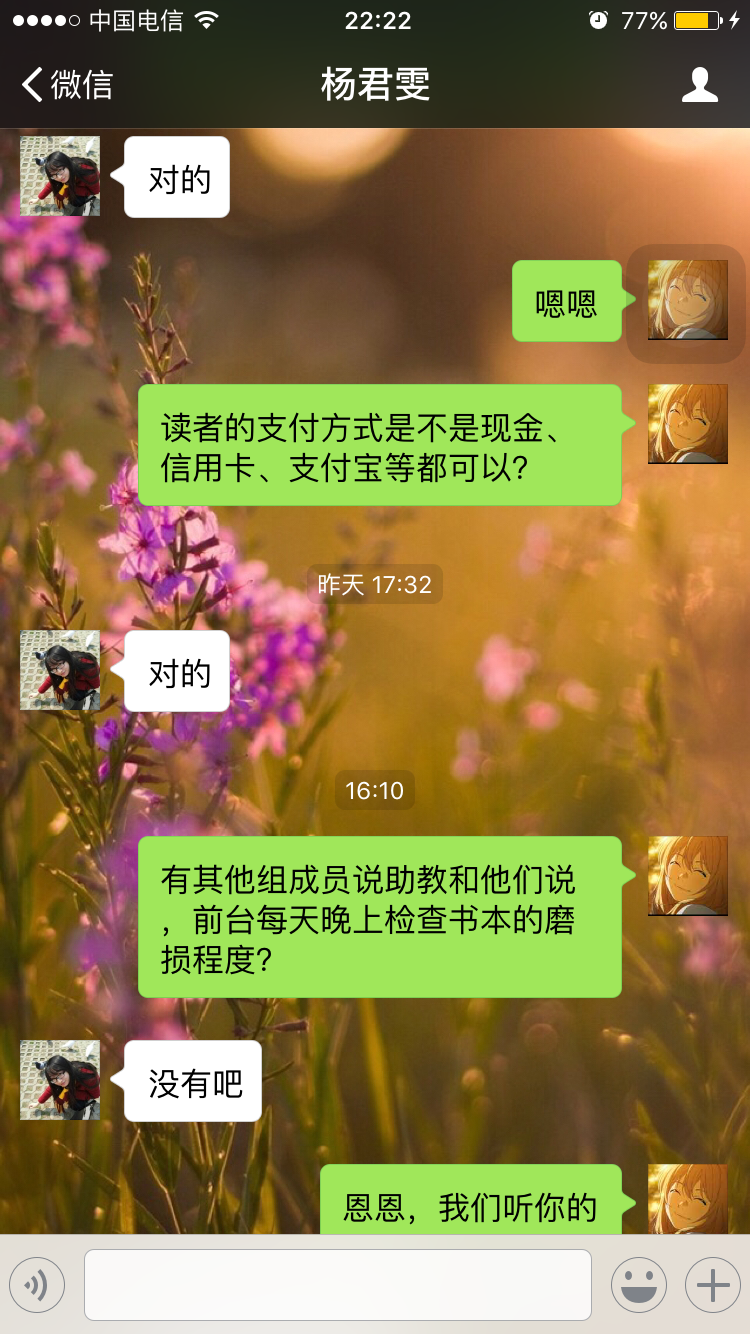 中国电信 22:22 77%
微信 杨君雯
对的
嗯嗯
读者的支付方式是不是现金、
信用卡、支付宝等都可以?
昨天 17:32
对的
16:10
有其他组成员说助教和他们说
，前台每天晚上检查书本的磨
损程度?
没有吧
恩恩，我们听你的